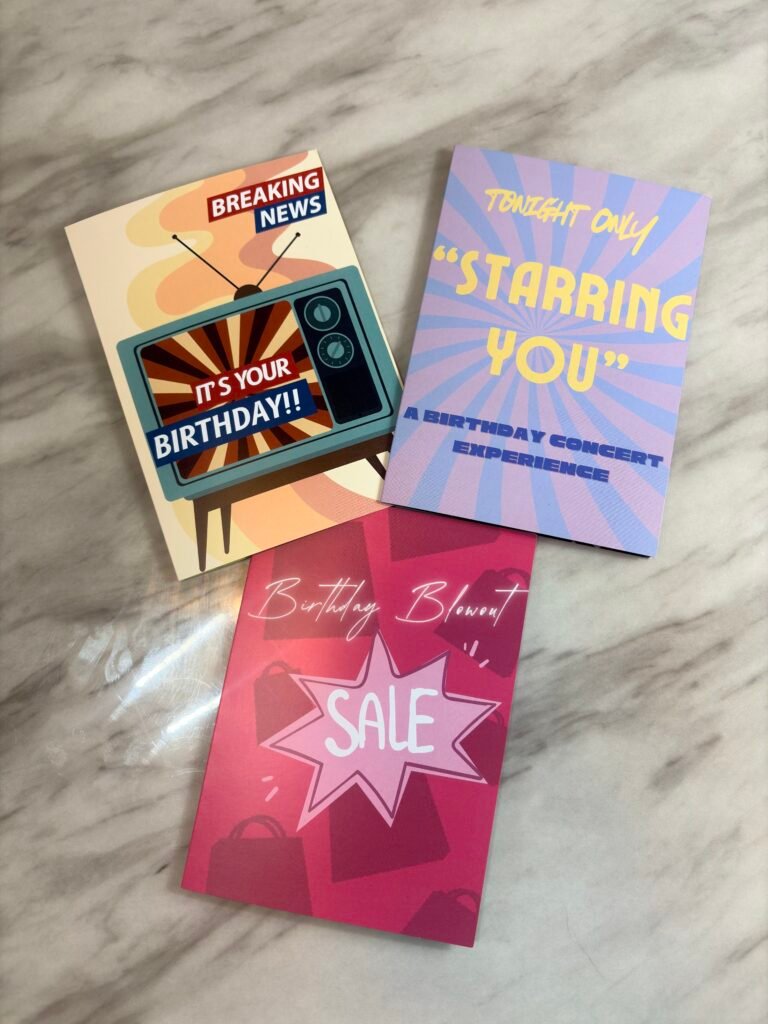 BREAKING
NEWS
IT'S YOUR
BIRTHDAY!!
TONIGHT ONLY
"STARRING
YOU"
A BIRTHDAY CONCERT
EXPERIENCE
Birthday Blowout
SALE